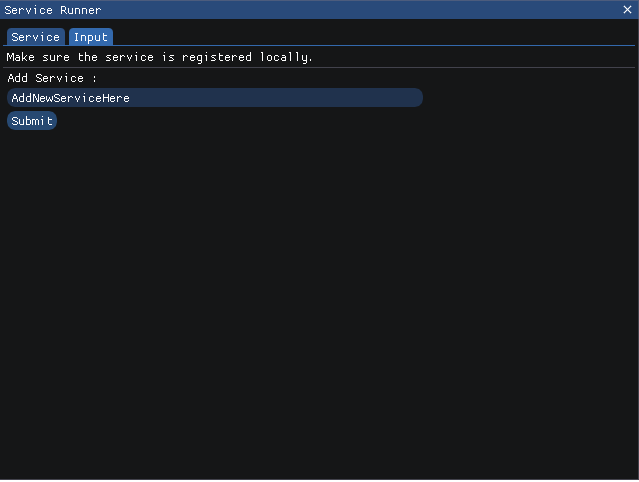 Service Runner
Service Input
Make sure the service is registered locally.
Add Service :
AddNewServiceHere
Submit